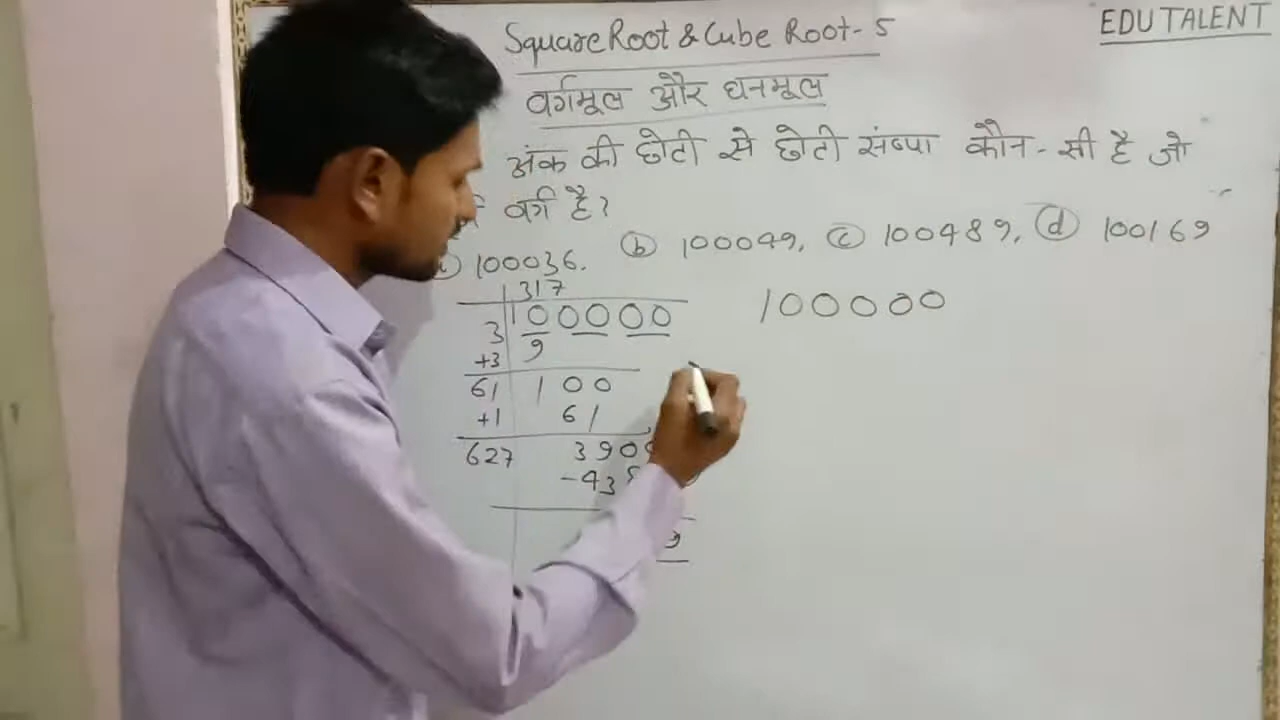 Square Root & Cube Root - 5
EDU TALENT
वर्गमूल और घनमूल
अंक की छोटी से छोटी संख्या कौन - सी है जो
वर्ग है?
100036. (b) 100049, (c) 100489, (d) 100169
317
3 100000
+3 9
61 100
+1 61
627 390
-43
100000